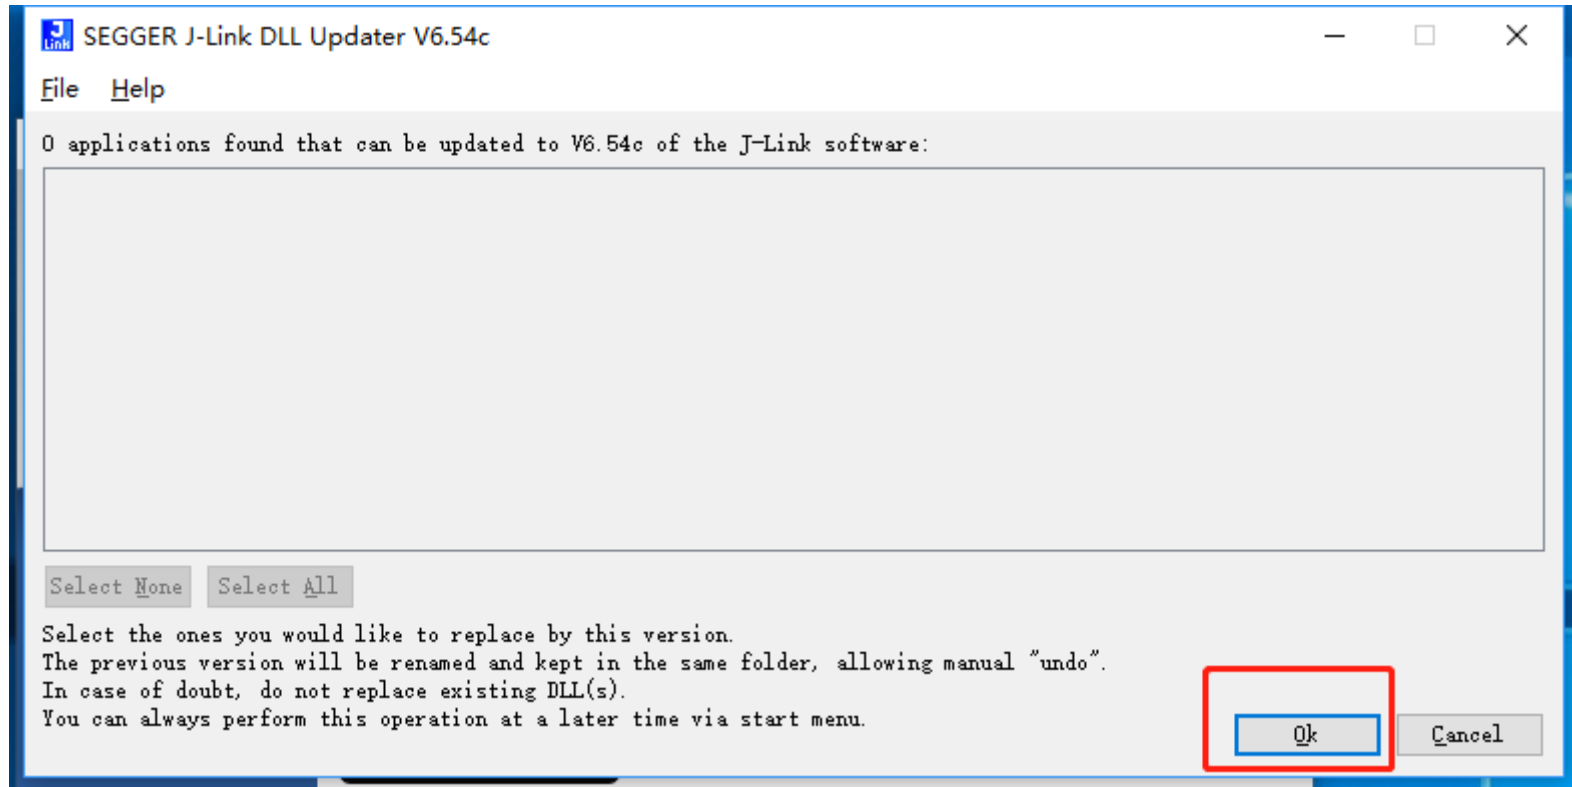 J
Link
SEGGER J-Link DLL Updater V6.54c
File Help
0 applications found that can be updated to V6.54c of the J-Link software:
Select None Select All
Select the ones you would like to replace by this version.
The previous version will be renamed and kept in the same folder, allowing manual "undo".
In case of doubt, do not replace existing DLL(s).
You can always perform this operation at a later time via start menu.
Ok Cancel